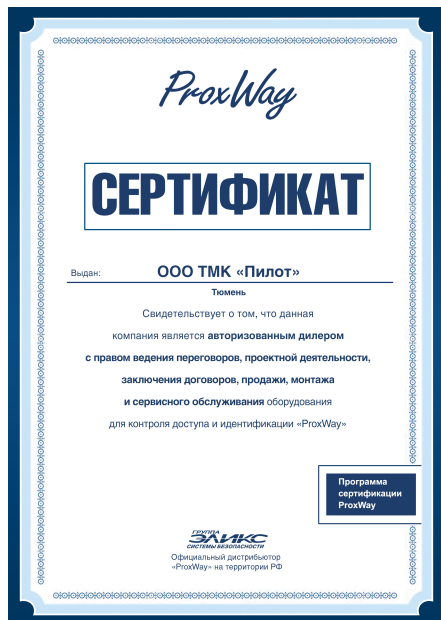 ProxWay
СЕРТИФИКАТ
Выдан: ООО ТМК «Пилот»
Тюмень
Свидетельствует о том, что данная
компания является авторизованным дилером
с правом ведения переговоров, проектной деятельности,
заключения договоров, продажи, монтажа
и сервисного обслуживания оборудования
для контроля доступа и идентификации «ProxWay»
Программа
сертификации
ProxWay
ГРУППА
ЭЛИКС
СИСТЕМЫ БЕЗОПАСНОСТИ
Официальный дистрибьютор
«ProxWay» на территории РФ